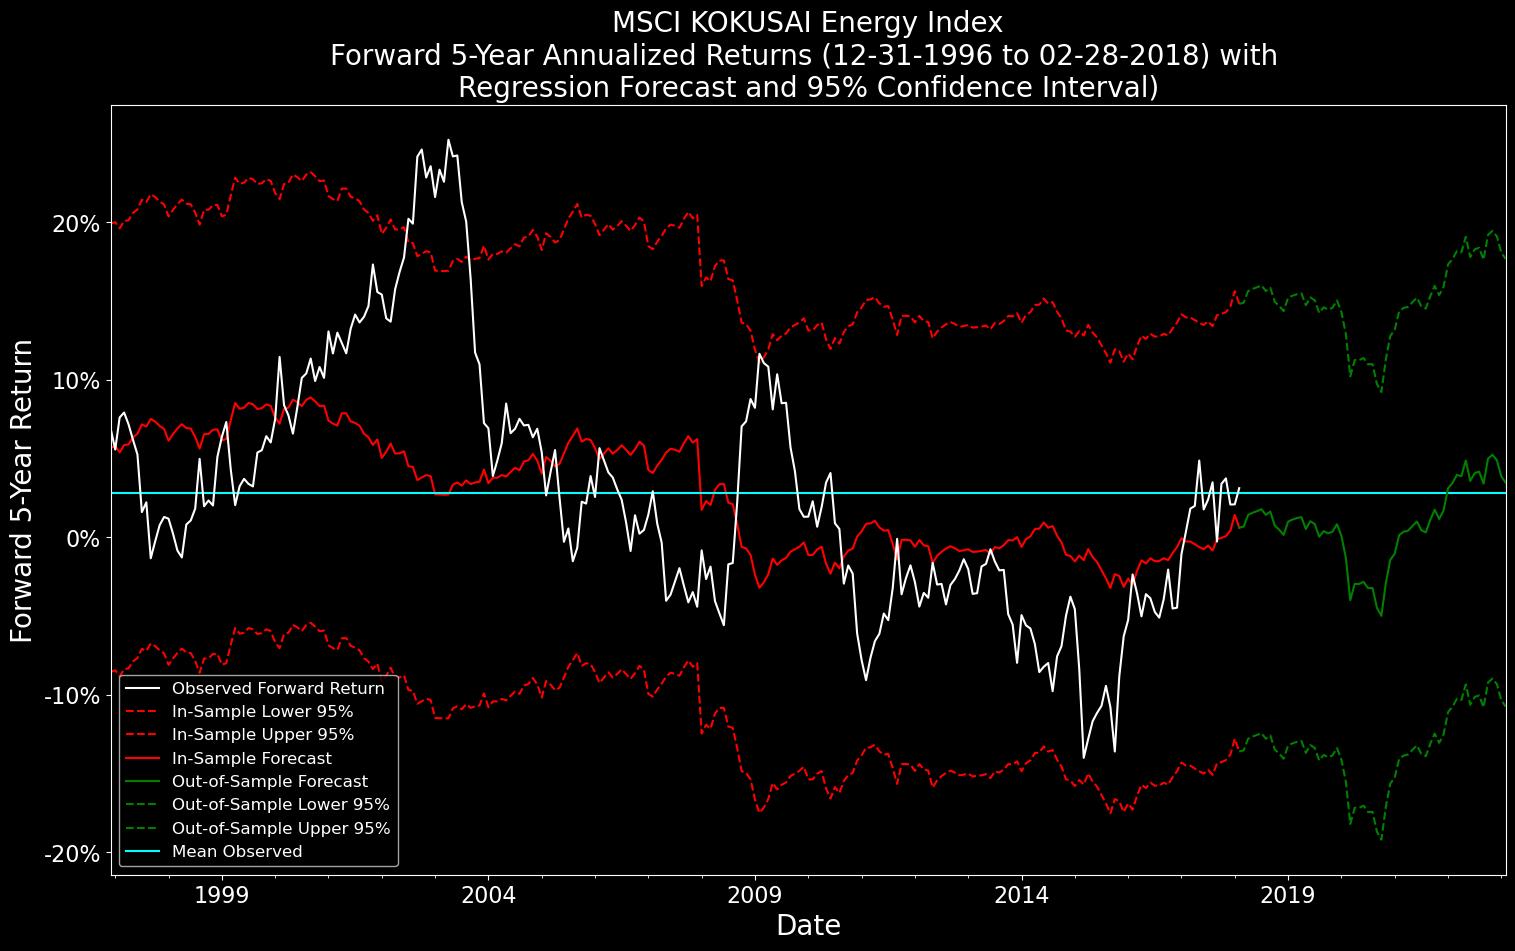 MSCI KOKUSAI Energy Index
Forward 5-Year Annualized Returns (12-31-1996 to 02-28-2018) with
Regression Forecast and 95% Confidence Interval)
Forward 5-Year Return
20%
10%
0%
-10%
-20%
Observed Forward Return
In-Sample Lower 95%
In-Sample Upper 95%
In-Sample Forecast
Out-of-Sample Forecast
Out-of-Sample Lower 95%
Out-of-Sample Upper 95%
Mean Observed
1999
2004
2009
2014
2019
Date